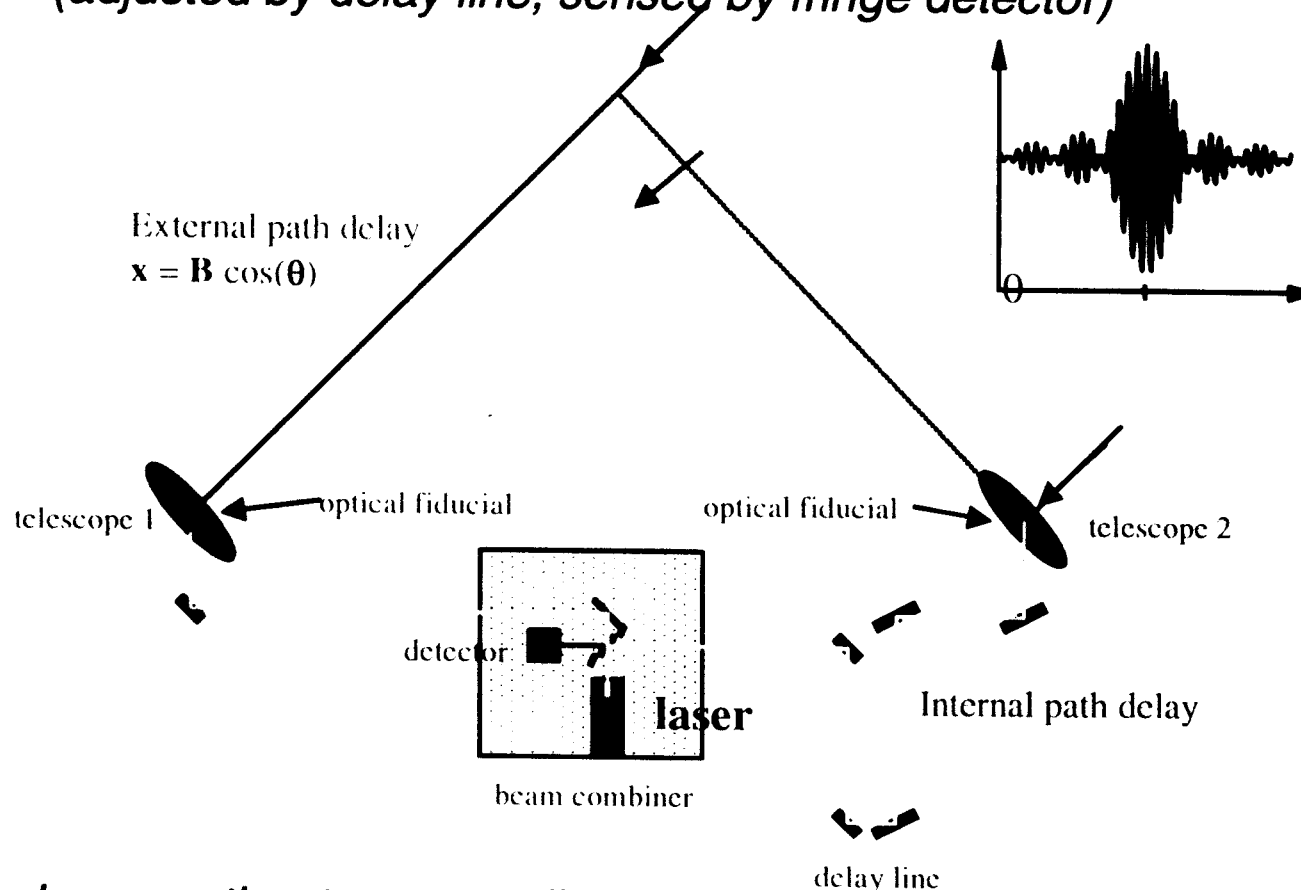 (adjusted by delay line, sensed by fringe detector)
External path delay
x = B cos(θ)
0
telescope 1
optical fiducial
optical fiducial
telescope 2
detector
laser
Internal path delay
beam combiner
delay line